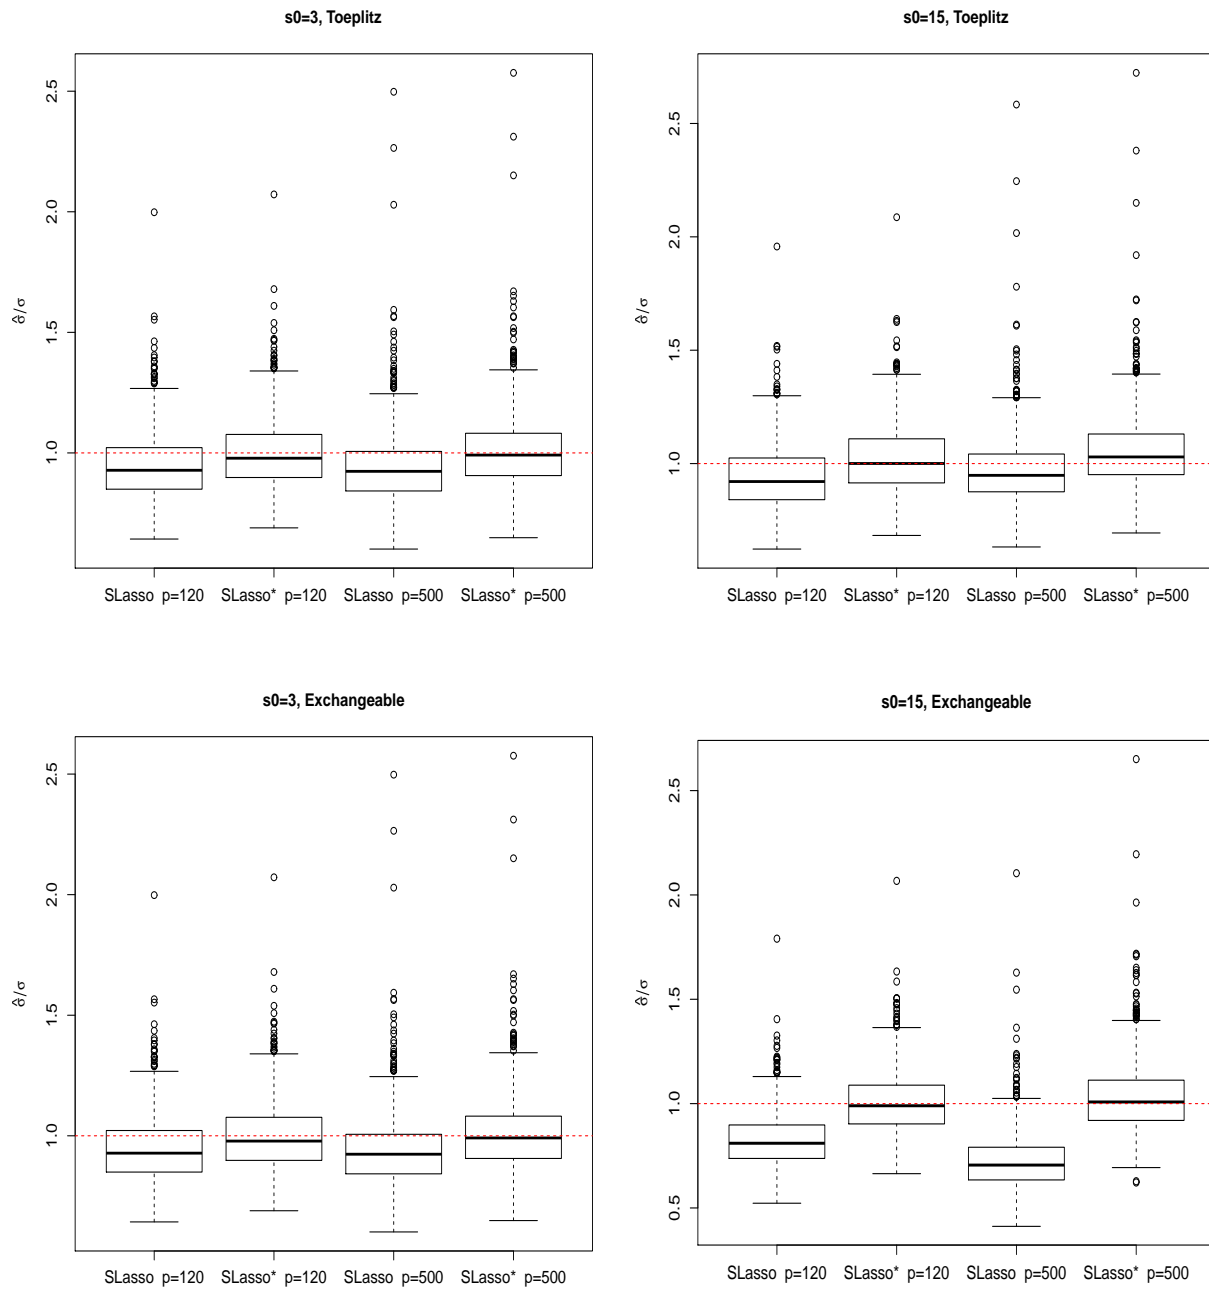 s0=3, Toeplitz
σ̂/σ
2.5
2.0
1.5
1.0
SLasso p=120 SLasso* p=120 SLasso p=500 SLasso* p=500
s0=15, Toeplitz
σ̂/σ
2.5
2.0
1.5
1.0
SLasso p=120 SLasso* p=120 SLasso p=500 SLasso* p=500
s0=3, Exchangeable
σ̂/σ
2.5
2.0
1.5
1.0
SLasso p=120 SLasso* p=120 SLasso p=500 SLasso* p=500
s0=15, Exchangeable
σ̂/σ
2.5
2.0
1.5
1.0
0.5
SLasso p=120 SLasso* p=120 SLasso p=500 SLasso* p=500